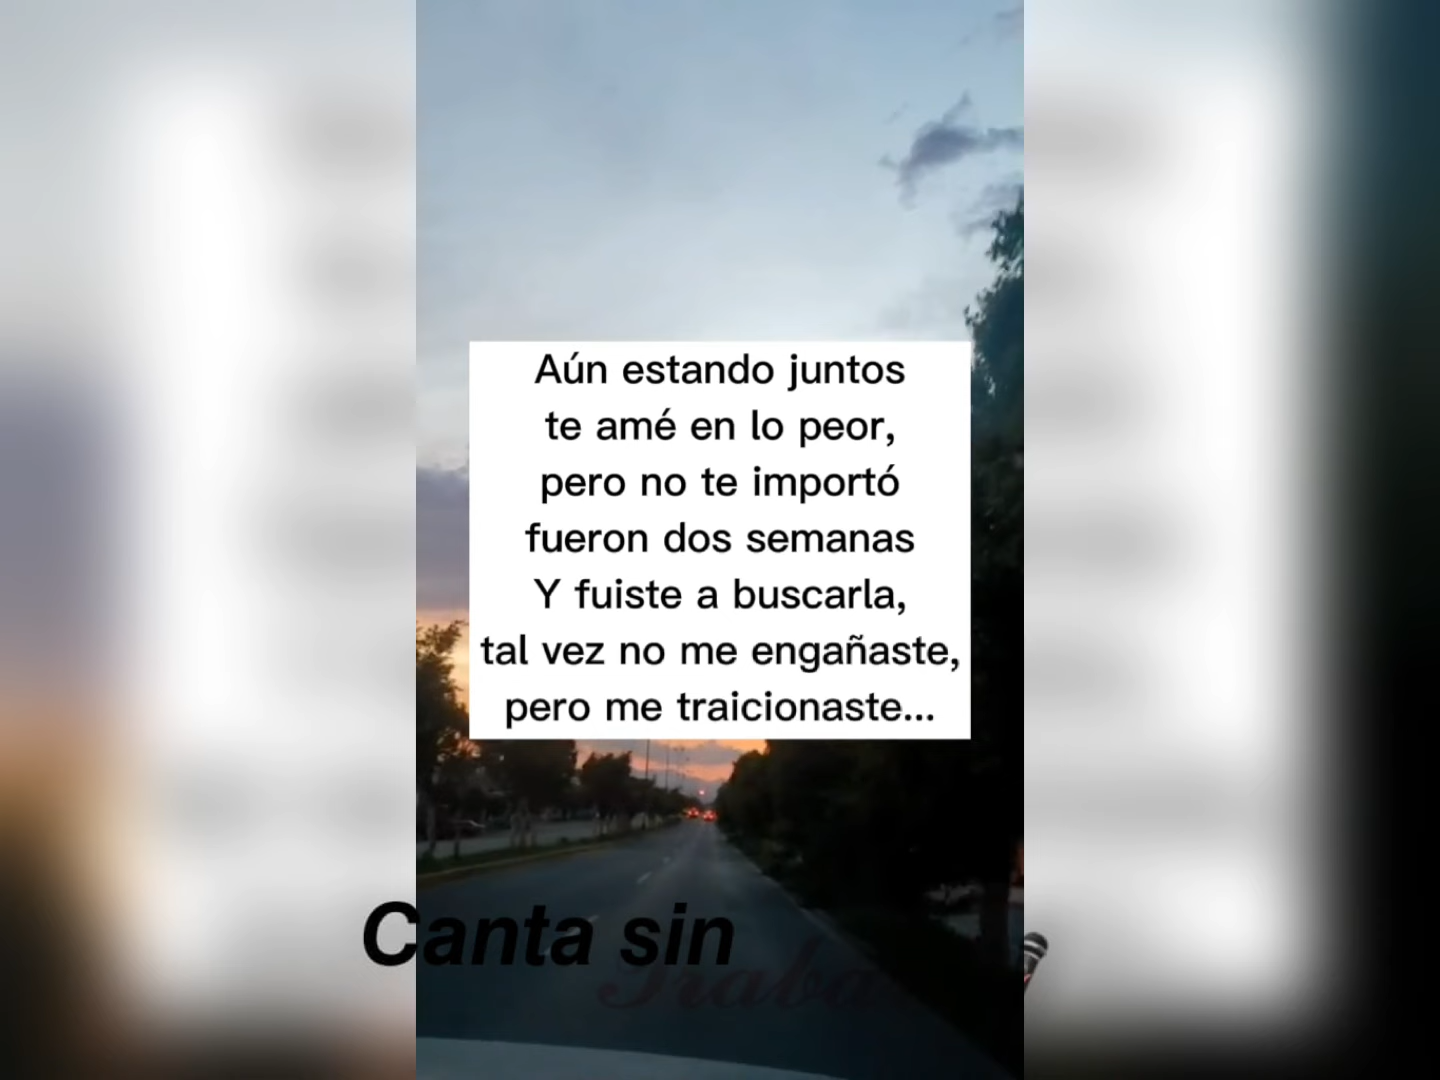 Aún estando juntos
te amé en lo peor,
pero no te importó
fueron dos semanas
Y fuiste a buscarla,
tal vez no me engañaste,
pero me traicionaste...
Canta sin